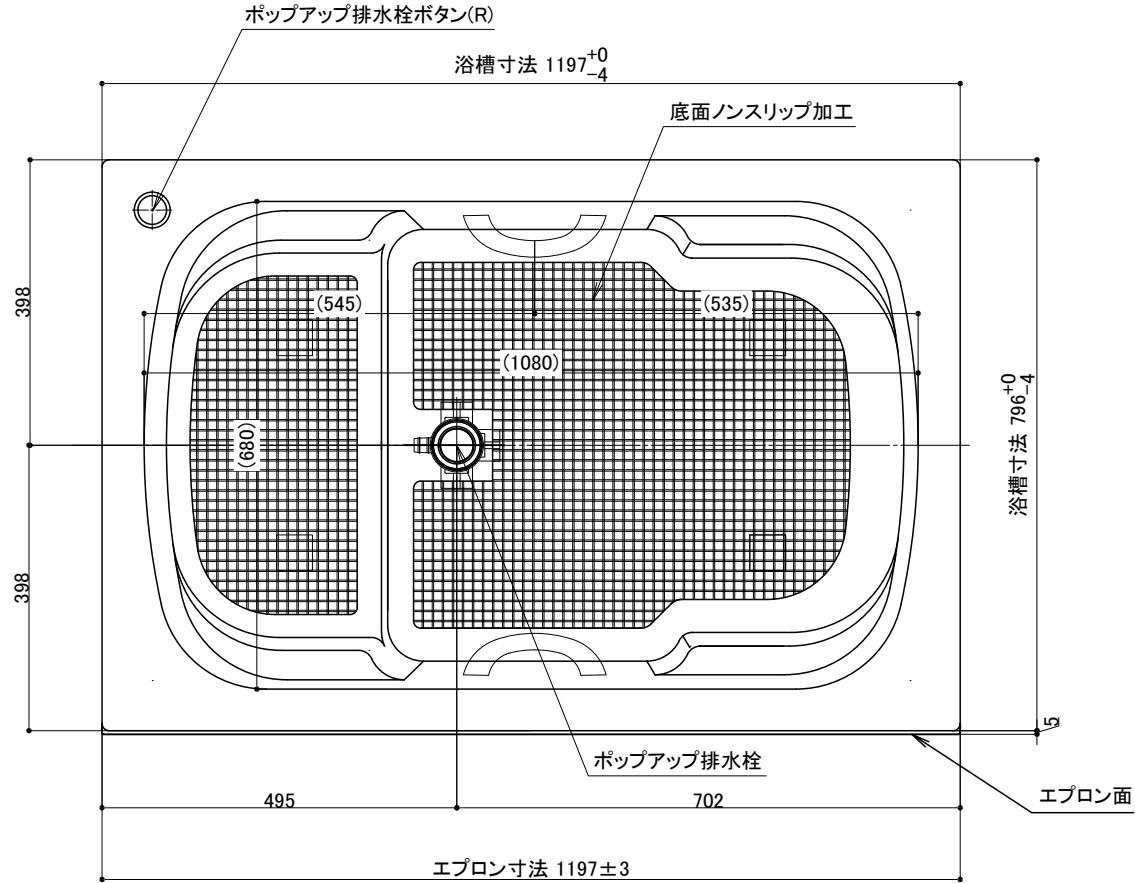 ポップアップ排水栓ボタン(R)
浴槽寸法 1197+0-4
底面ノンスリップ加工
398
(545)
(535)
(1080)
浴槽寸法 796+0-4
(680)
398
5
ポップアップ排水栓
495
702
エプロン面
エプロン寸法 1197±3